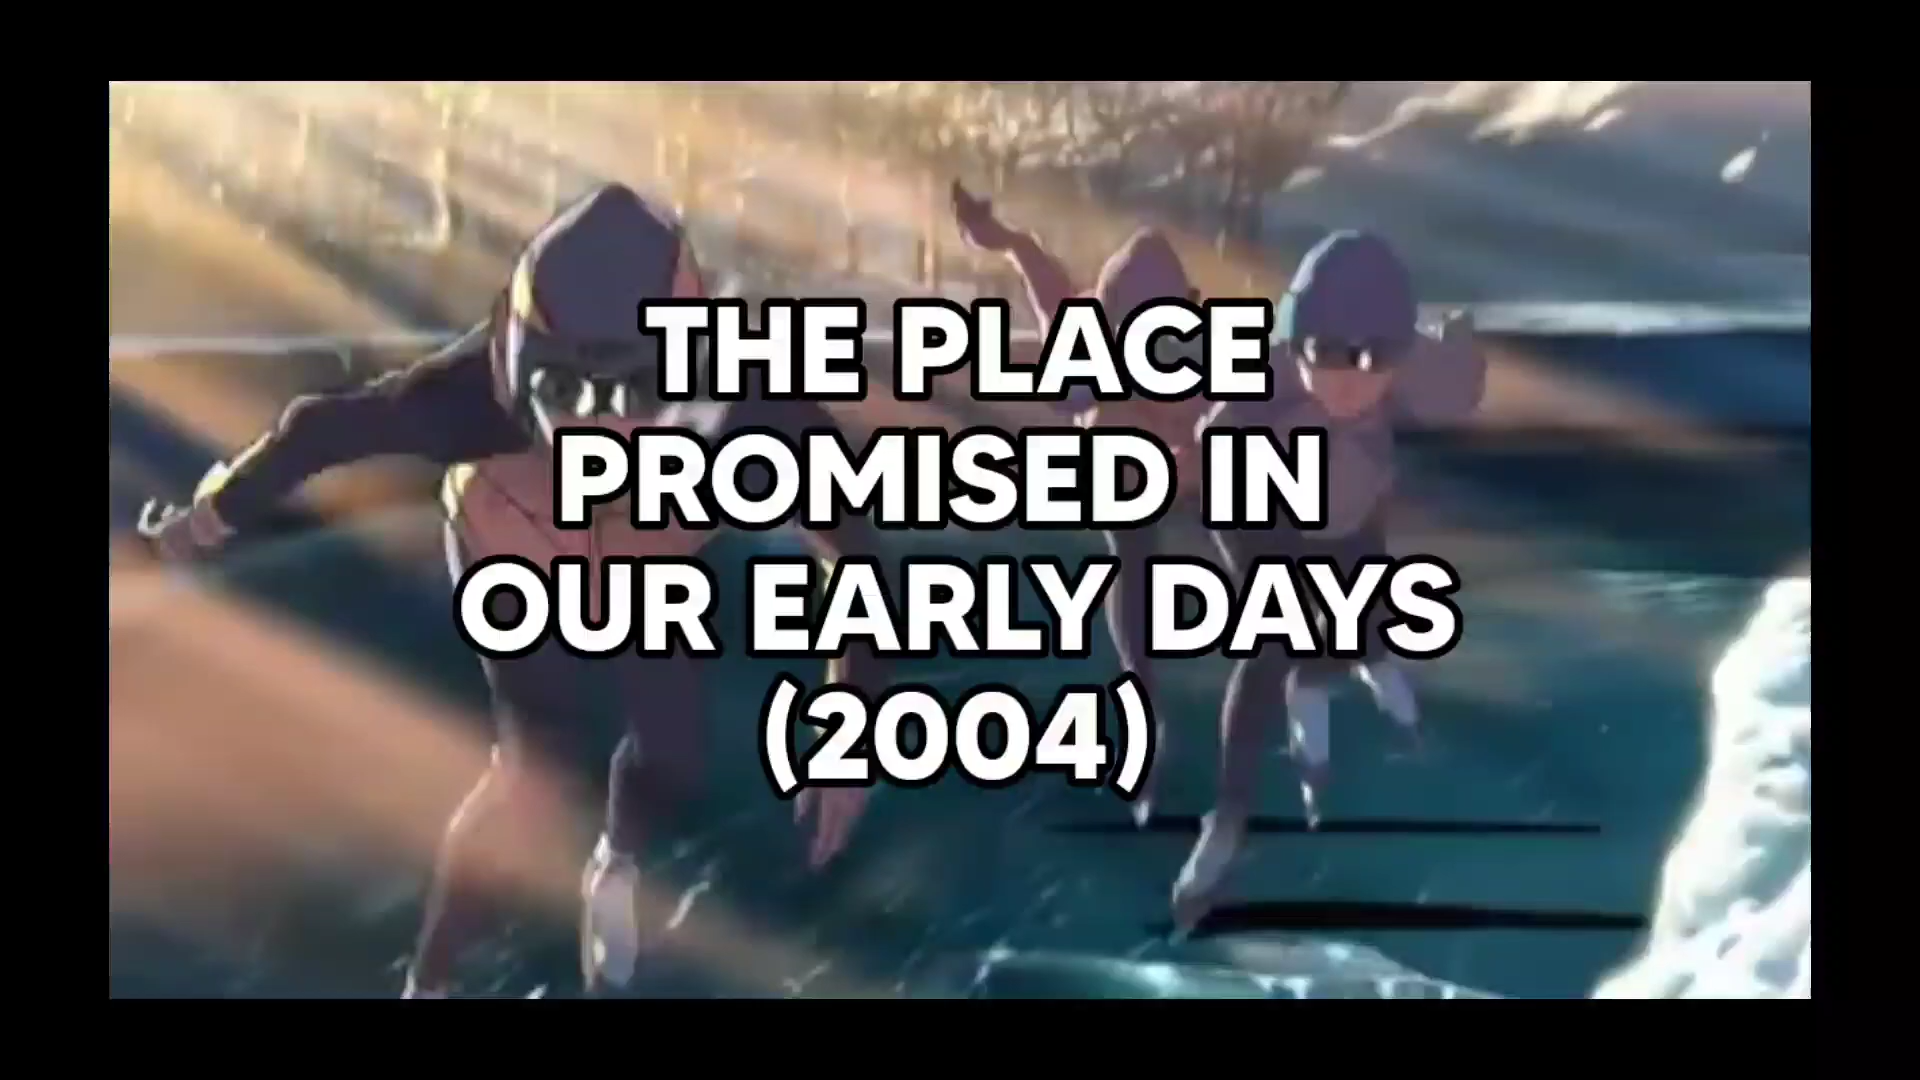 THE PLACE
PROMISED IN
OUR EARLY DAYS
(2004)